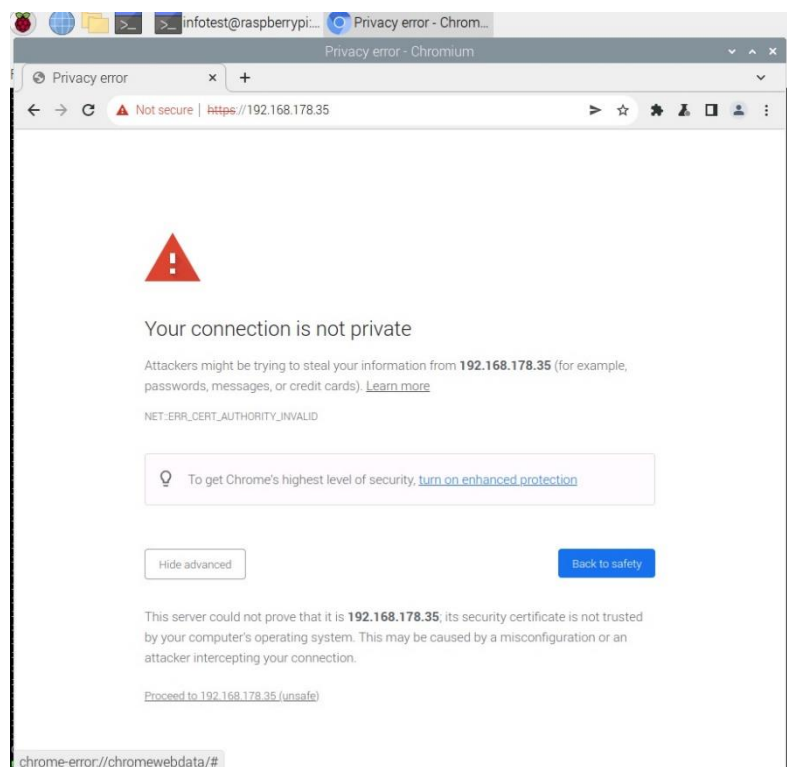 infotest@raspberrypi:... Privacy error - Chrom...
Privacy error - Chromium
Privacy error
Not secure | https://192.168.178.35
Your connection is not private
Attackers might be trying to steal your information from 192.168.178.35 (for example,
passwords, messages, or credit cards). Learn more
NET::ERR_CERT_AUTHORITY_INVALID
To get Chrome's highest level of security, turn on enhanced protection
Hide advanced Back to safety
This server could not prove that it is 192.168.178.35; its security certificate is not trusted
by your computer's operating system. This may be caused by a misconfiguration or an
attacker intercepting your connection.
Proceed to 192.168.178.35 (unsafe)
chrome-error://chromewebdata/#